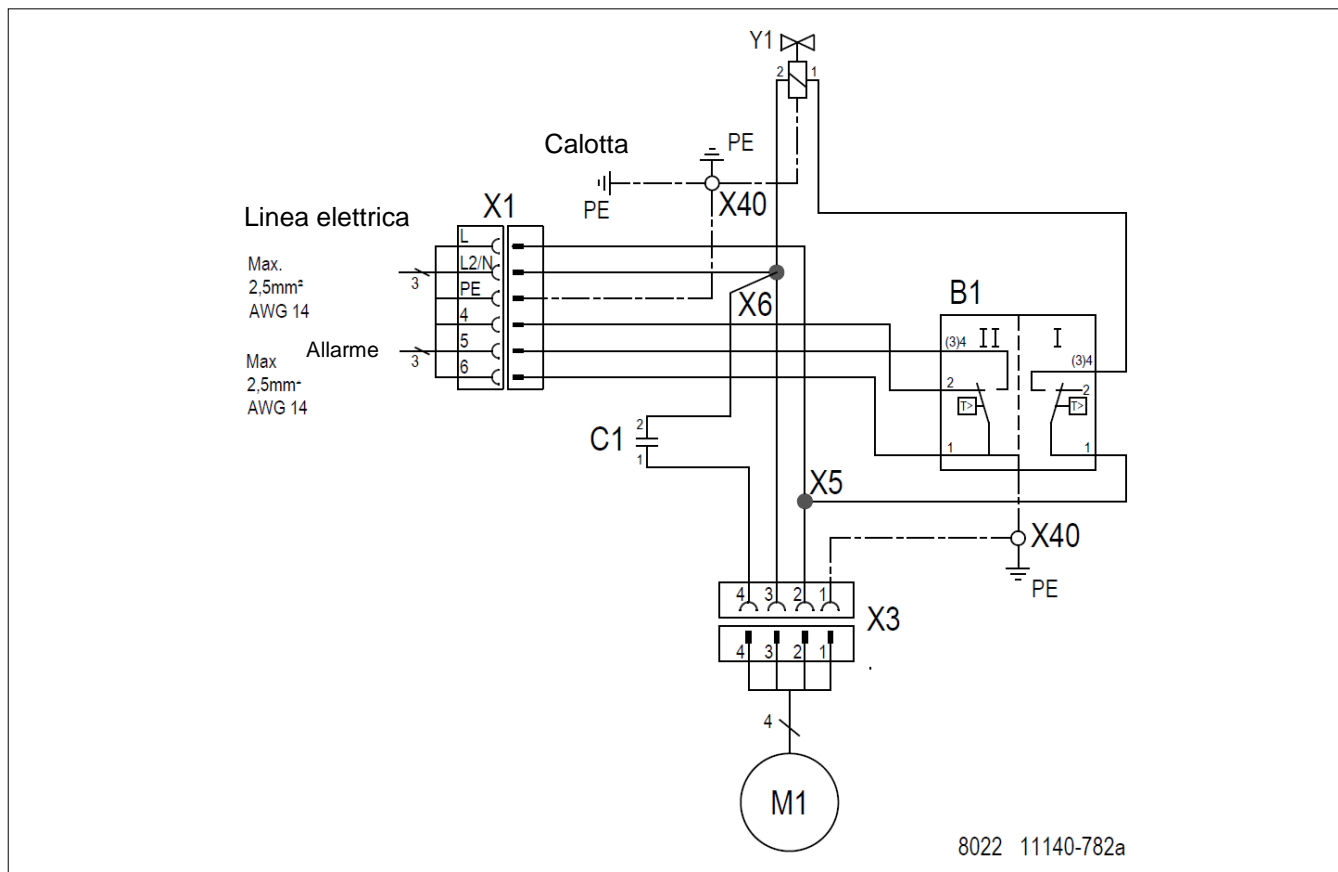 Y1
2 1
Calotta
PE
PE
X40
Linea elettrica
X1
L
Max.
2,5mm²
AWG 14
3
L2/N
PE
X6
B1
4
Allarme
3
5
Max
2,5mm²
AWG 14
6
(3)4 II I
(3)4
2
2
T>
T>
1
1
C1
2
1
X5
X40
PE
4 3 2 1
X3
4 3 2 1
4
M1
8022 11140-782a